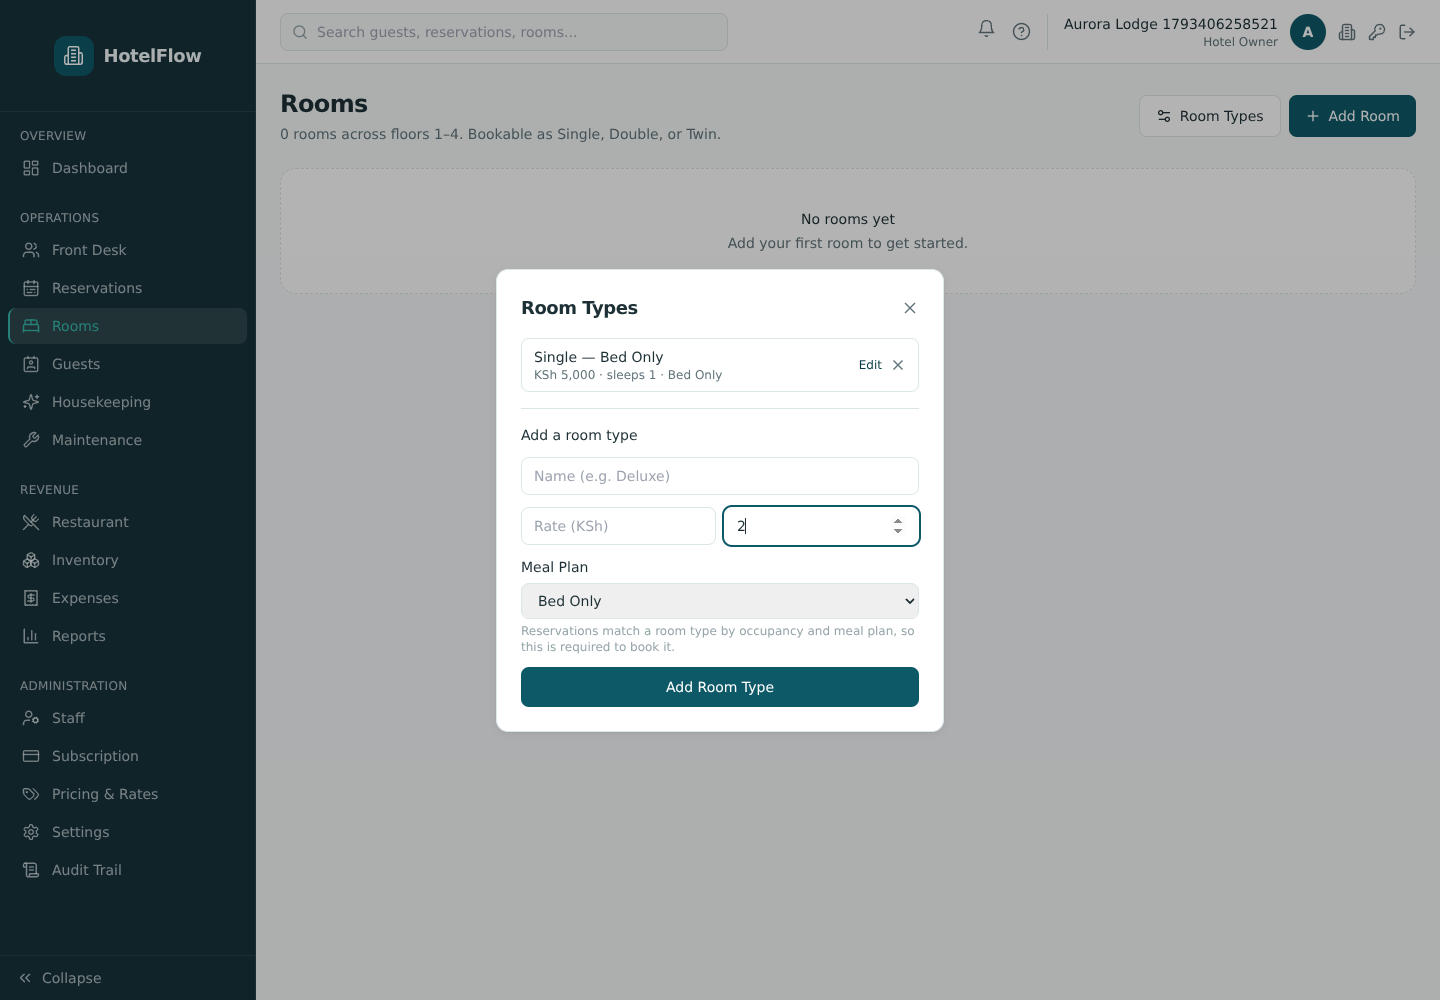 HotelFlow
Search guests, reservations, rooms...
Aurora Lodge 1793406258521
Hotel Owner
A
OVERVIEW
Dashboard
OPERATIONS
Front Desk
Reservations
Rooms
Guests
Housekeeping
Maintenance
REVENUE
Restaurant
Inventory
Expenses
Reports
ADMINISTRATION
Staff
Subscription
Pricing & Rates
Settings
Audit Trail
Collapse
Rooms
0 rooms across floors 1–4. Bookable as Single, Double, or Twin.
Room Types
Add Room
No rooms yet
Add your first room to get started.
Room Types
Single — Bed Only
KSh 5,000 · sleeps 1 · Bed Only
Edit
Add a room type
Name (e.g. Deluxe)
Rate (KSh)
2
Meal Plan
Bed Only
Reservations match a room type by occupancy and meal plan, so
this is required to book it.
Add Room Type